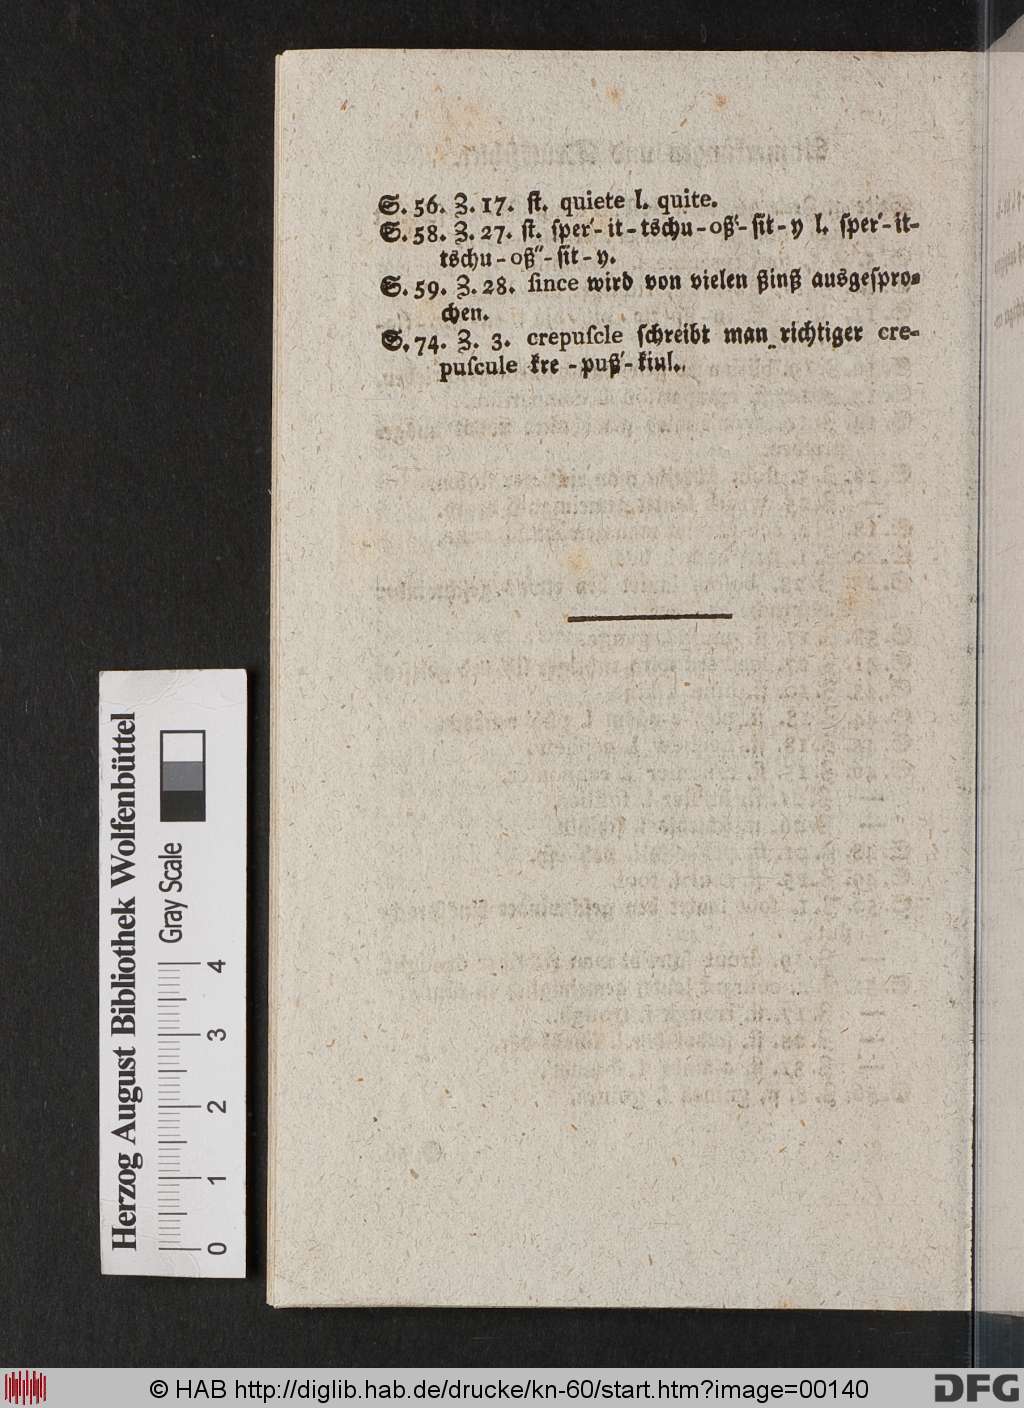 S. 56. Z. 17. ſt. quiete l. quite.
S. 58. Z. 27. ſt. ſper´- it - tschu - oß´- ſit - y l. ſper´- it-
tschu - oß"- ſit - y.
S. 59. Z. 28. ſince wird von vielen ßinß ausgeſpro-
chen.
S. 74. Z. 3. crepuſcle ſchreibt man richtiger cre-
puſcule kre - puß´- kiul.
Herzog August Bibliothek Wolfenbüttel
Gray Scale
0 1 2 3 4
© HAB http://diglib.hab.de/drucke/kn-60/start.htm?image=00140
DFG